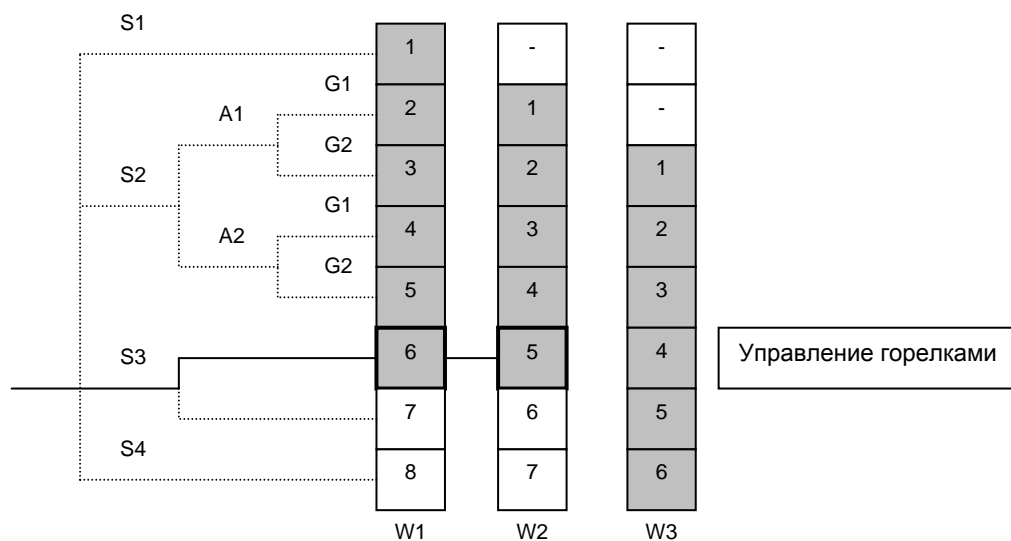 S1
1 - -
G1
A1 2 1 -
G2
S2 3 2 1
G1
A2 4 3 2
G2
5 4 3
S3 6 5 4 Управление горелками
7 6 5
S4
8 7 6
W1 W2 W3